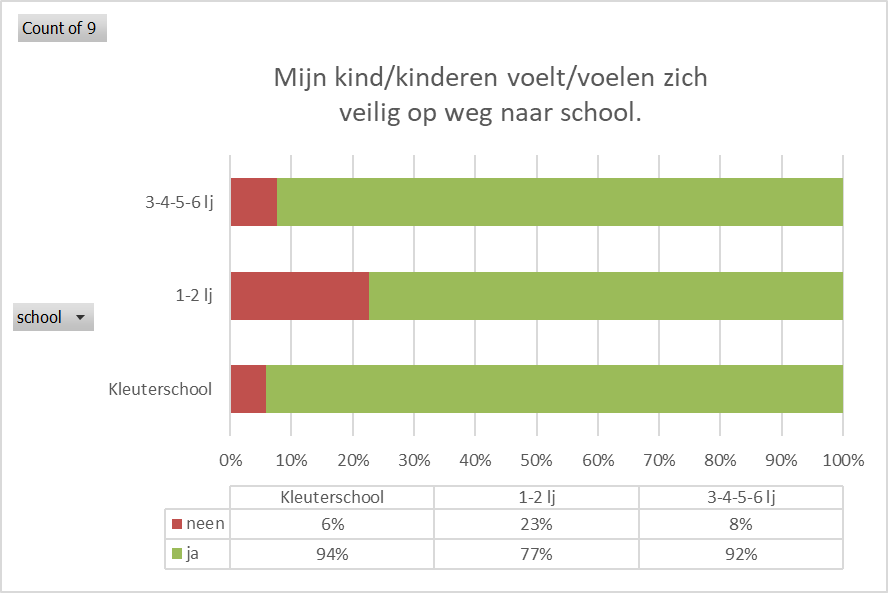 Count of 9
Mijn kind/kinderen voelt/voelen zich
veilig op weg naar school.
3-4-5-6 lj
1-2 lj
school
Kleuterschool
0% 10% 20% 30% 40% 50% 60% 70% 80% 90% 100%
Kleuterschool 1-2 lj 3-4-5-6 lj
neen 6% 23% 8%
ja 94% 77% 92%